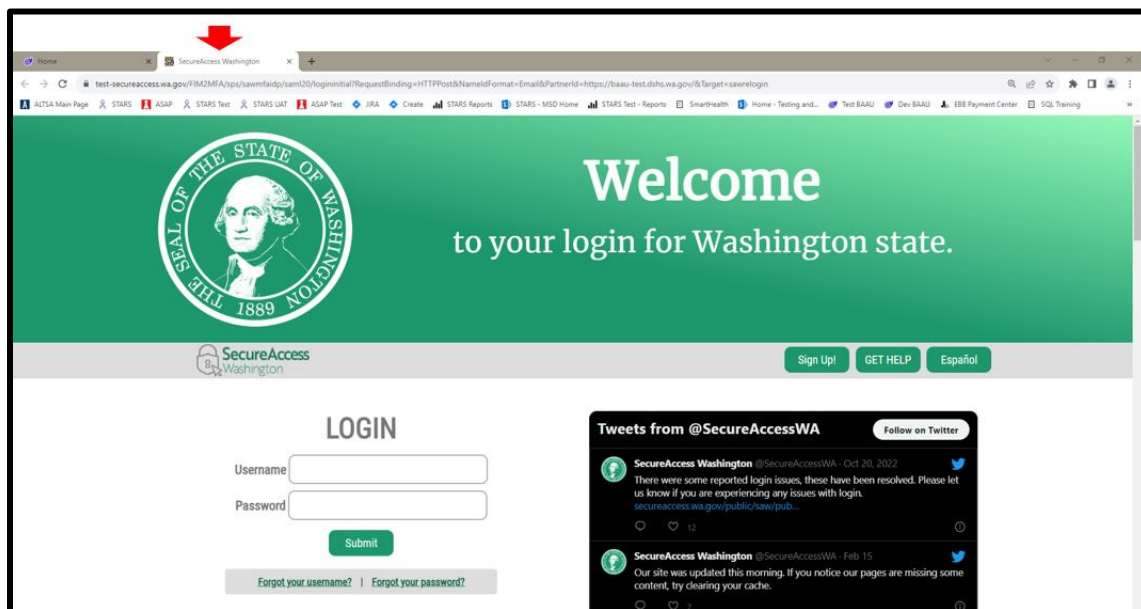 Home
SecureAccess Washington
test-secureaccess.wa.gov/FIM2MFA/sps/sawmfaidp/saml20/logininitial?RequestBinding=HTTPPost&NameIdFormat=Email&PartnerId=https://baau-test.dshs.wa.gov/&Target=sawrelogin
ALTSA Main Page STARS ASAP STARS Test STARS UAT ASAP Test JIRA Create STARS Reports STARS - MSD Home STARS Test - Reports SmartHealth Home - Testing and... Test BAAU Dev BAAU EBB Payment Center SQL Training »
THE SEAL OF THE STATE OF WASHINGTON
1889
Welcome
to your login for Washington state.
SecureAccess
Washington
Sign Up! GET HELP Español
LOGIN
Username
Password
Submit
Forgot your username? | Forgot your password?
Tweets from @SecureAccessWA Follow on Twitter
SecureAccess Washington @SecureAccessWA · Oct 20, 2022
There were some reported login issues, these have been resolved. Please let
us know if you are experiencing any issues with login.
secureaccess.wa.gov/public/saw/pub...
12
SecureAccess Washington @SecureAccessWA · Feb 15
Our site was updated this morning. If you notice our pages are missing some
content, try clearing your cache.